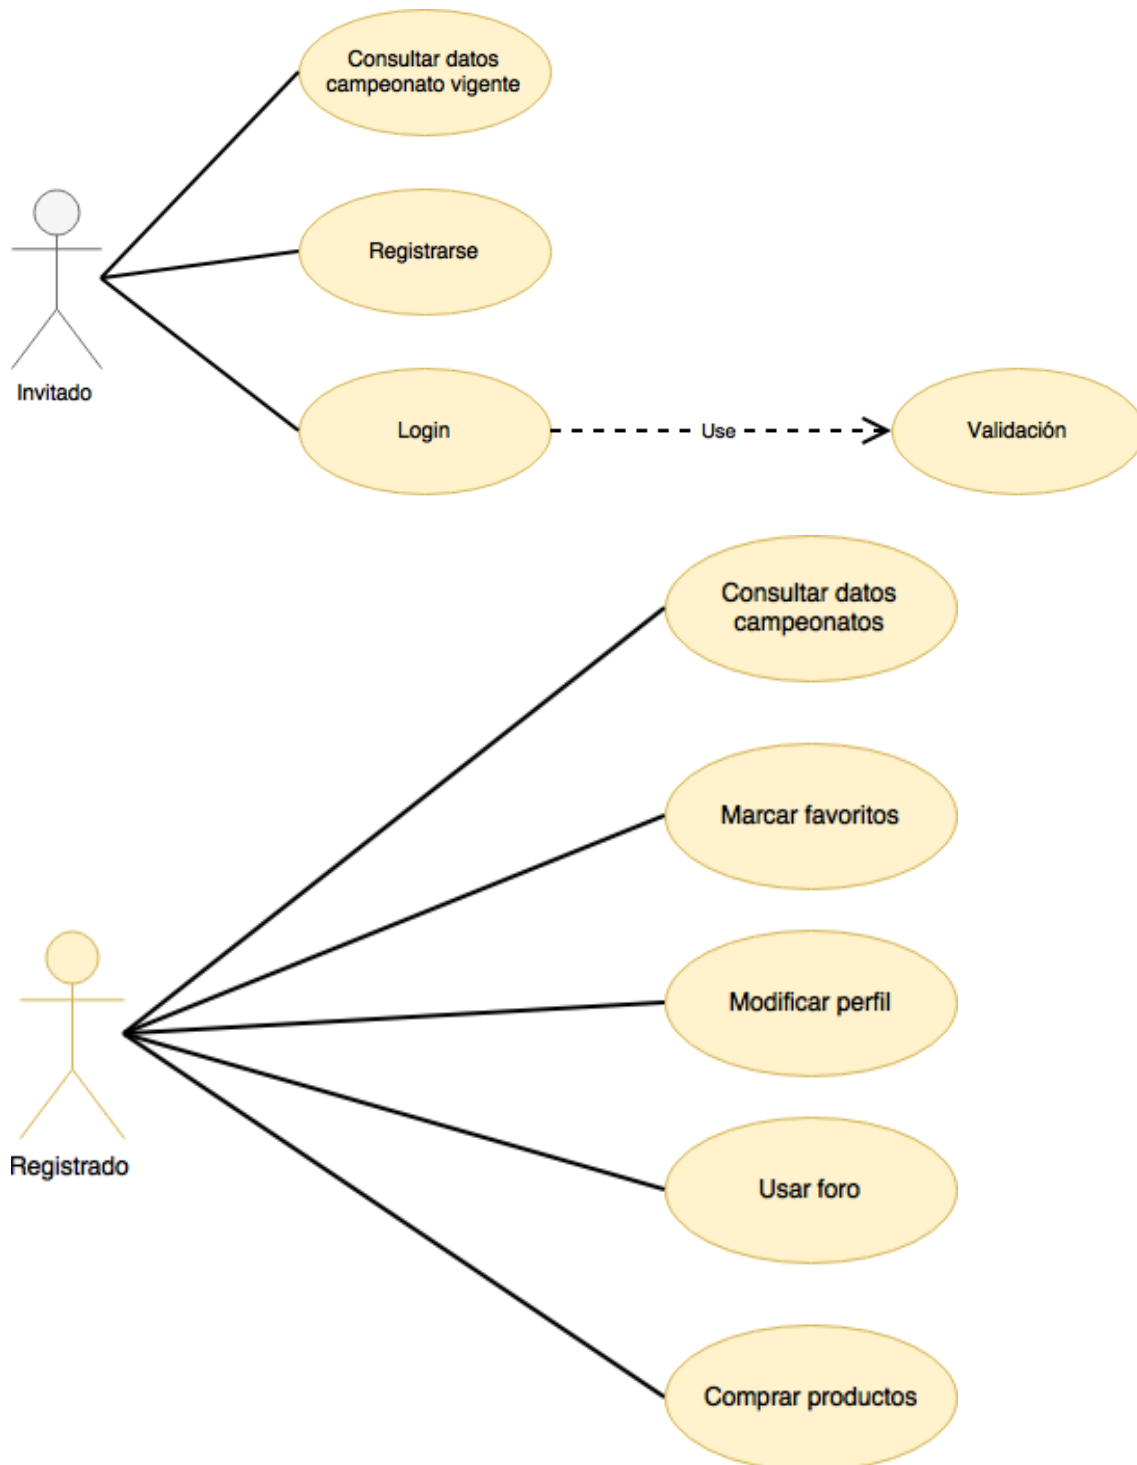 Consultar datos
campeonato vigente
Registrarse
Invitado
Login
Use
Validación
Consultar datos
campeonatos
Marcar favoritos
Modificar perfil
Registrado
Usar foro
Comprar productos